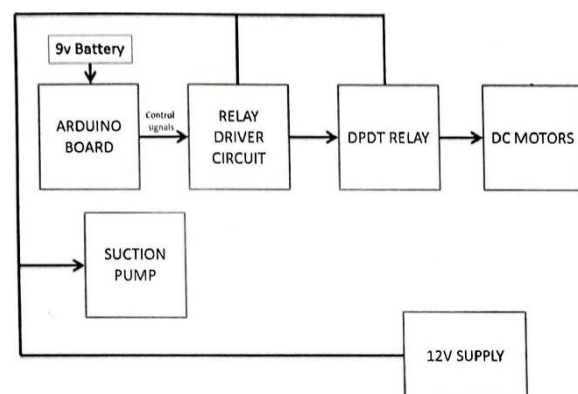 9v Battery
ARDUINO
BOARD
Control
signals
RELAY
DRIVER
CIRCUIT
DPDT RELAY
DC MOTORS
SUCTION
PUMP
12V SUPPLY